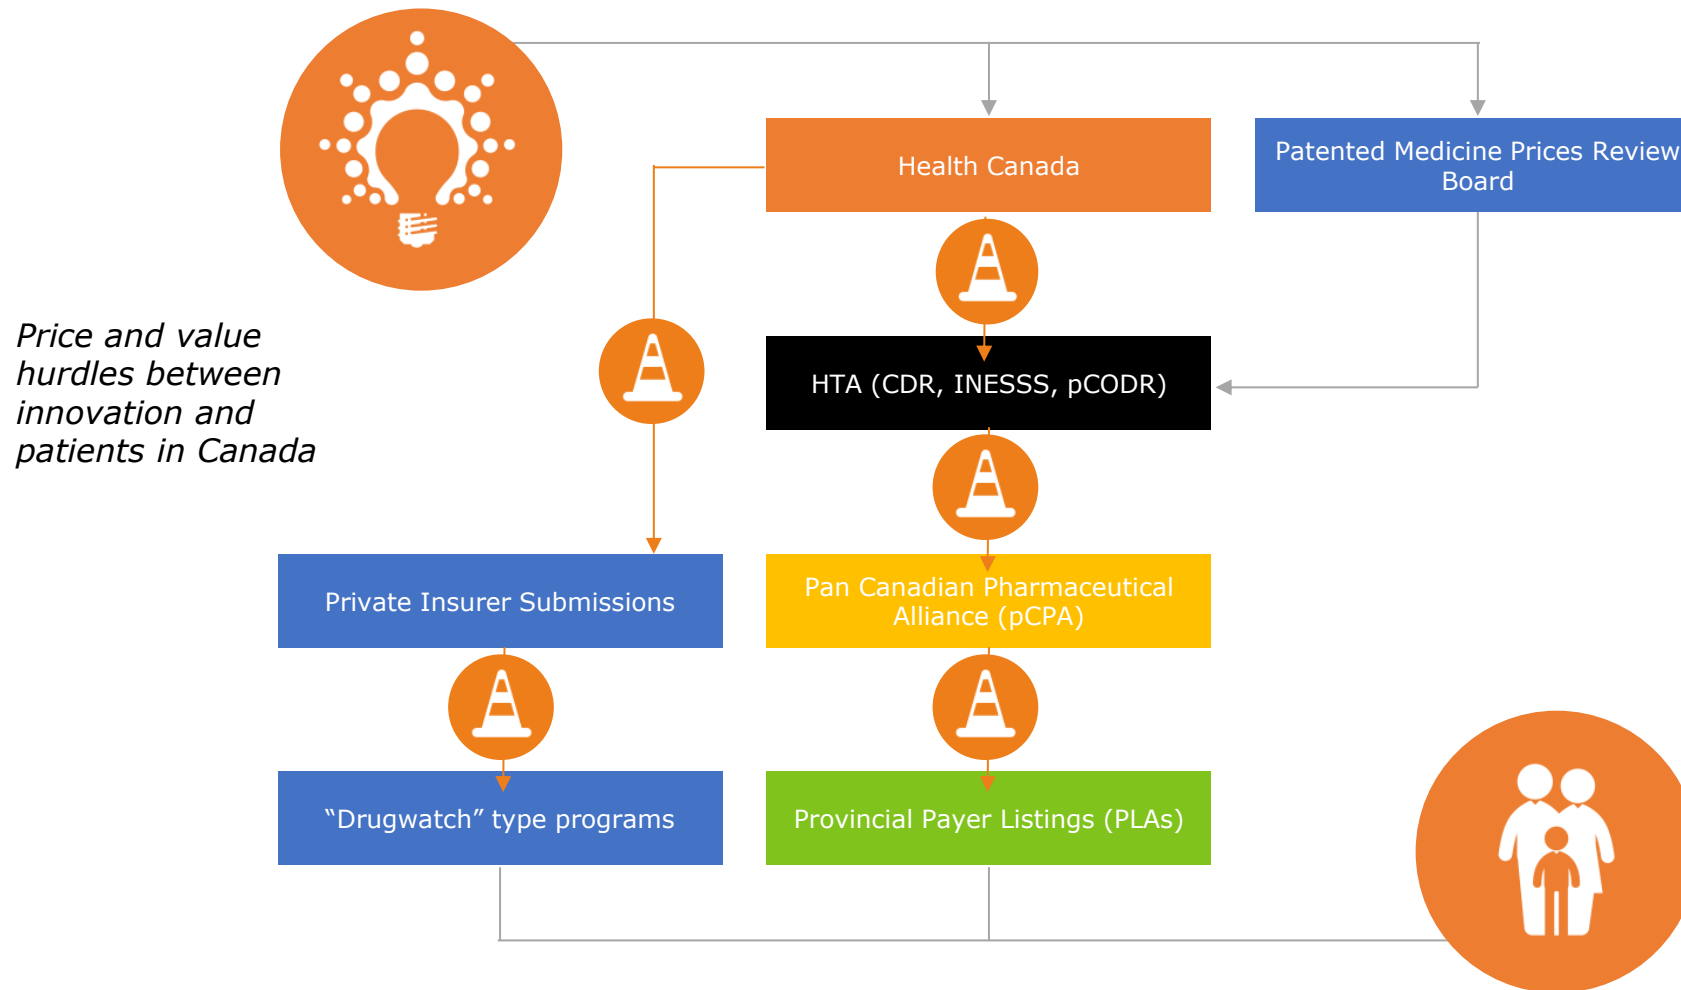 Health Canada
Patented Medicine Prices Review
Board
Price and value
hurdles between
innovation and
patients in Canada
HTA (CDR, INESSS, pCODR)
Private Insurer Submissions
Pan Canadian Pharmaceutical
Alliance (pCPA)
“Drugwatch” type programs
Provincial Payer Listings (PLAs)